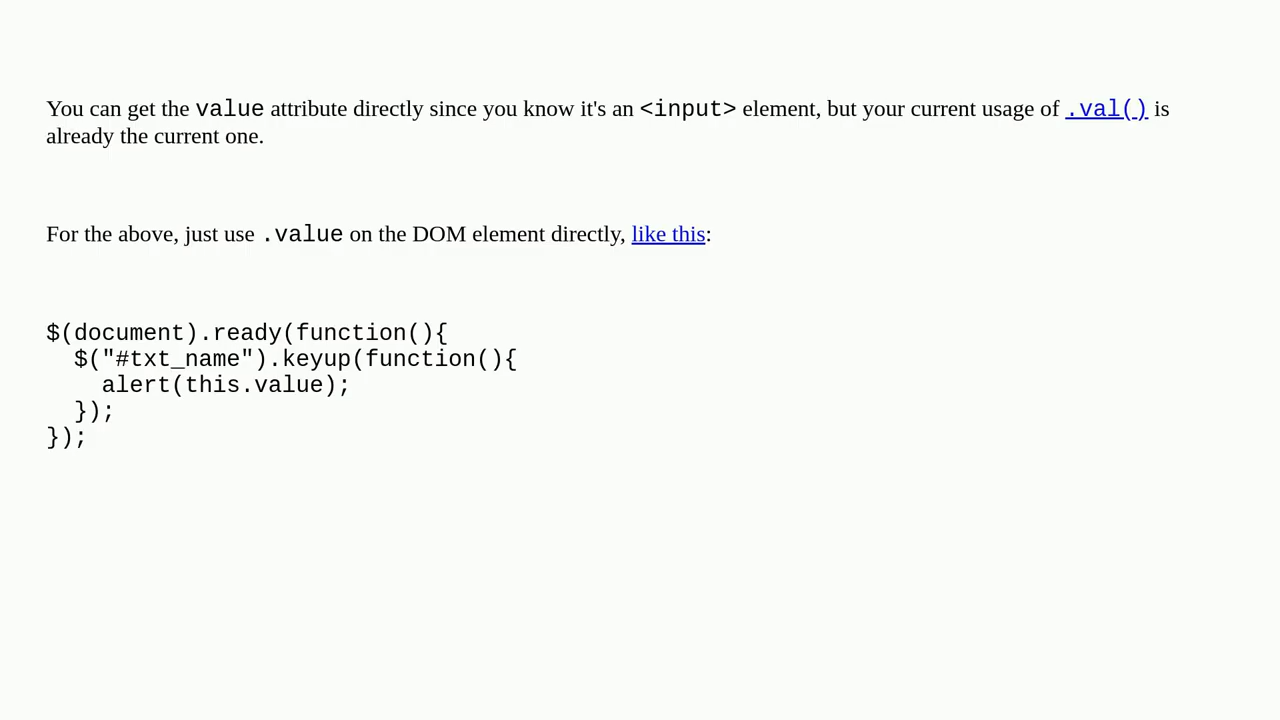 You can get the value attribute directly since you know it's an <input> element, but your current usage of .val() is
already the current one.
For the above, just use .value on the DOM element directly, like this:
$(document).ready(function(){
  $("#txt_name").keyup(function(){
    alert(this.value);
  });
});